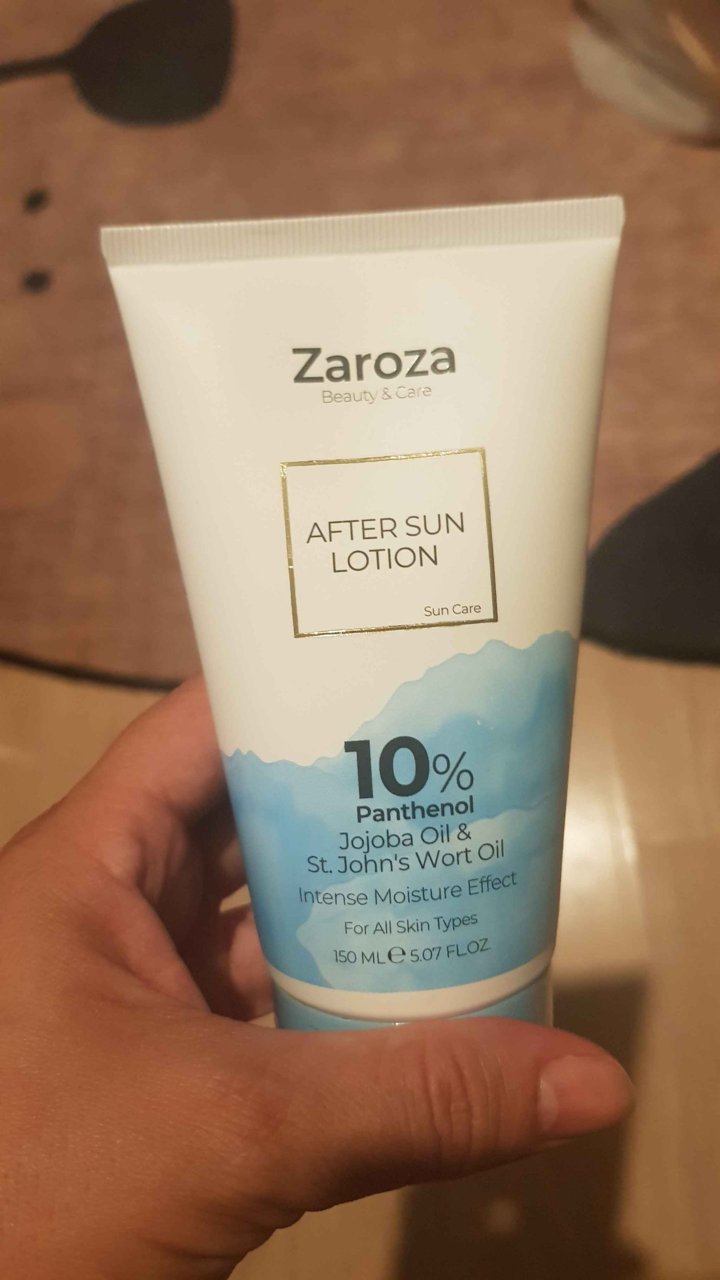 Zaroza
Beauty & Care
AFTER SUN
LOTION
Sun Care
10%
Panthenol
Jojoba Oil &
St. John's Wort Oil
Intense Moisture Effect
For All Skin Types
150 ML ℮ 5.07 FLOZ